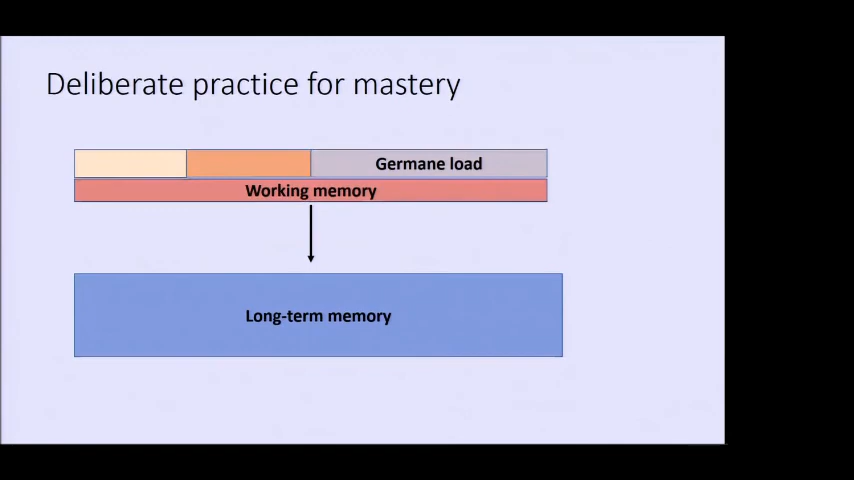 Deliberate practice for mastery
Germane load
Working memory
Long-term memory